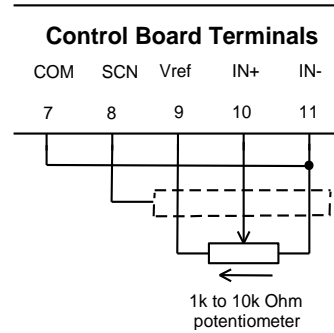 Control Board Terminals
COM SCN Vref IN+ IN-
7 8 9 10 11
1k to 10k Ohm
potentiometer